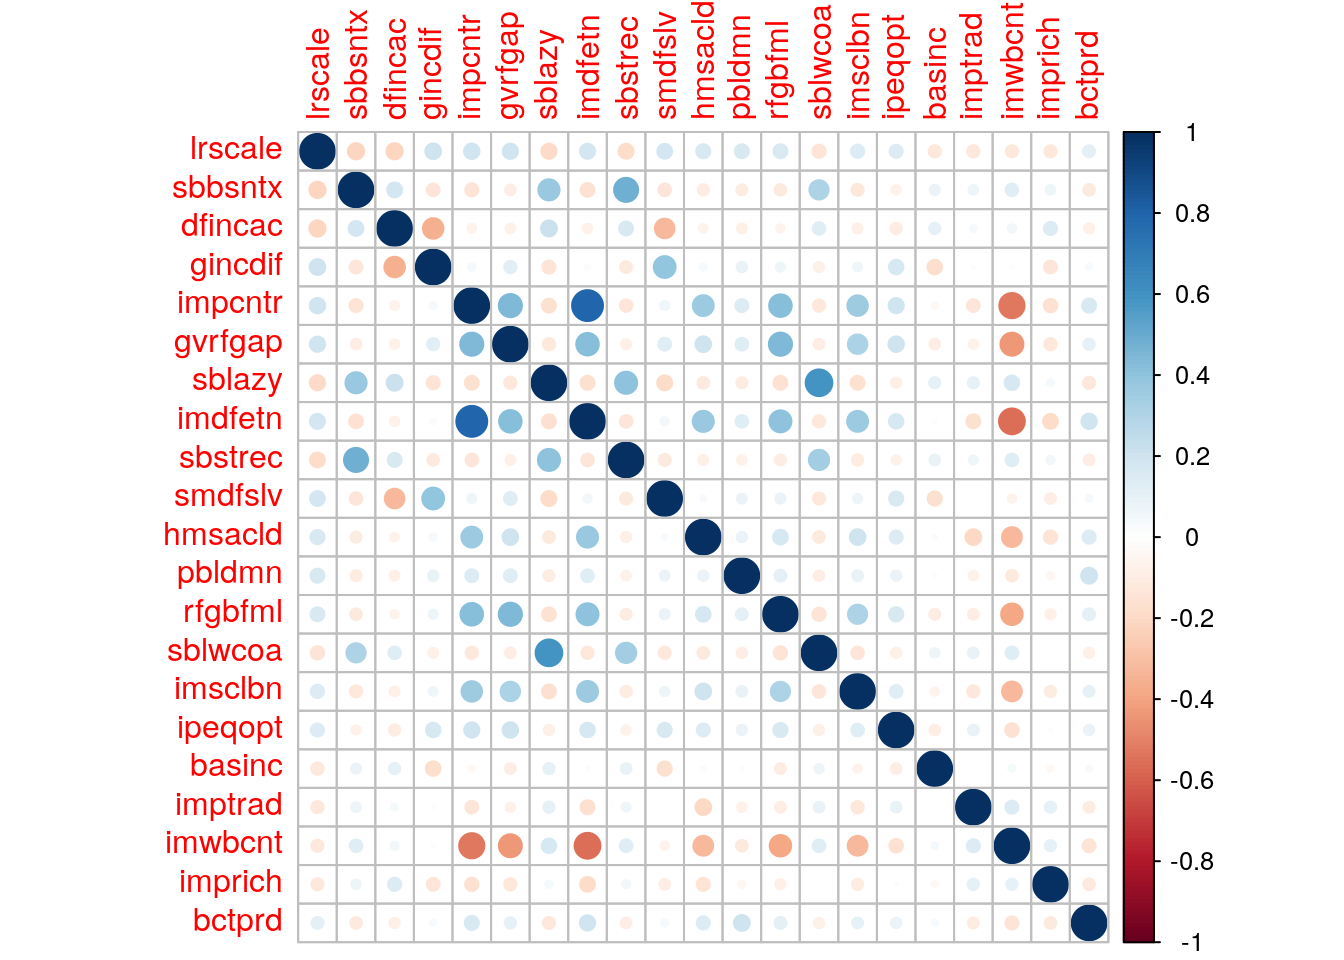 lrscale sbbsntx dfincac gincdif impcntr gvrfgap sblazy imdfetn sbstrec smdfslv hmsacld pbldmn rfgbfml sblwcoa imsclbn ipeqopt basinc imptrad imwbcnt imprich bctprd
lrscale
sbbsntx
dfincac
gincdif
impcntr
gvrfgap
sblazy
imdfetn
sbstrec
smdfslv
hmsacld
pbldmn
rfgbfml
sblwcoa
imsclbn
ipeqopt
basinc
imptrad
imwbcnt
imprich
bctprd
1
0.8
0.6
0.4
0.2
0
-0.2
-0.4
-0.6
-0.8
-1